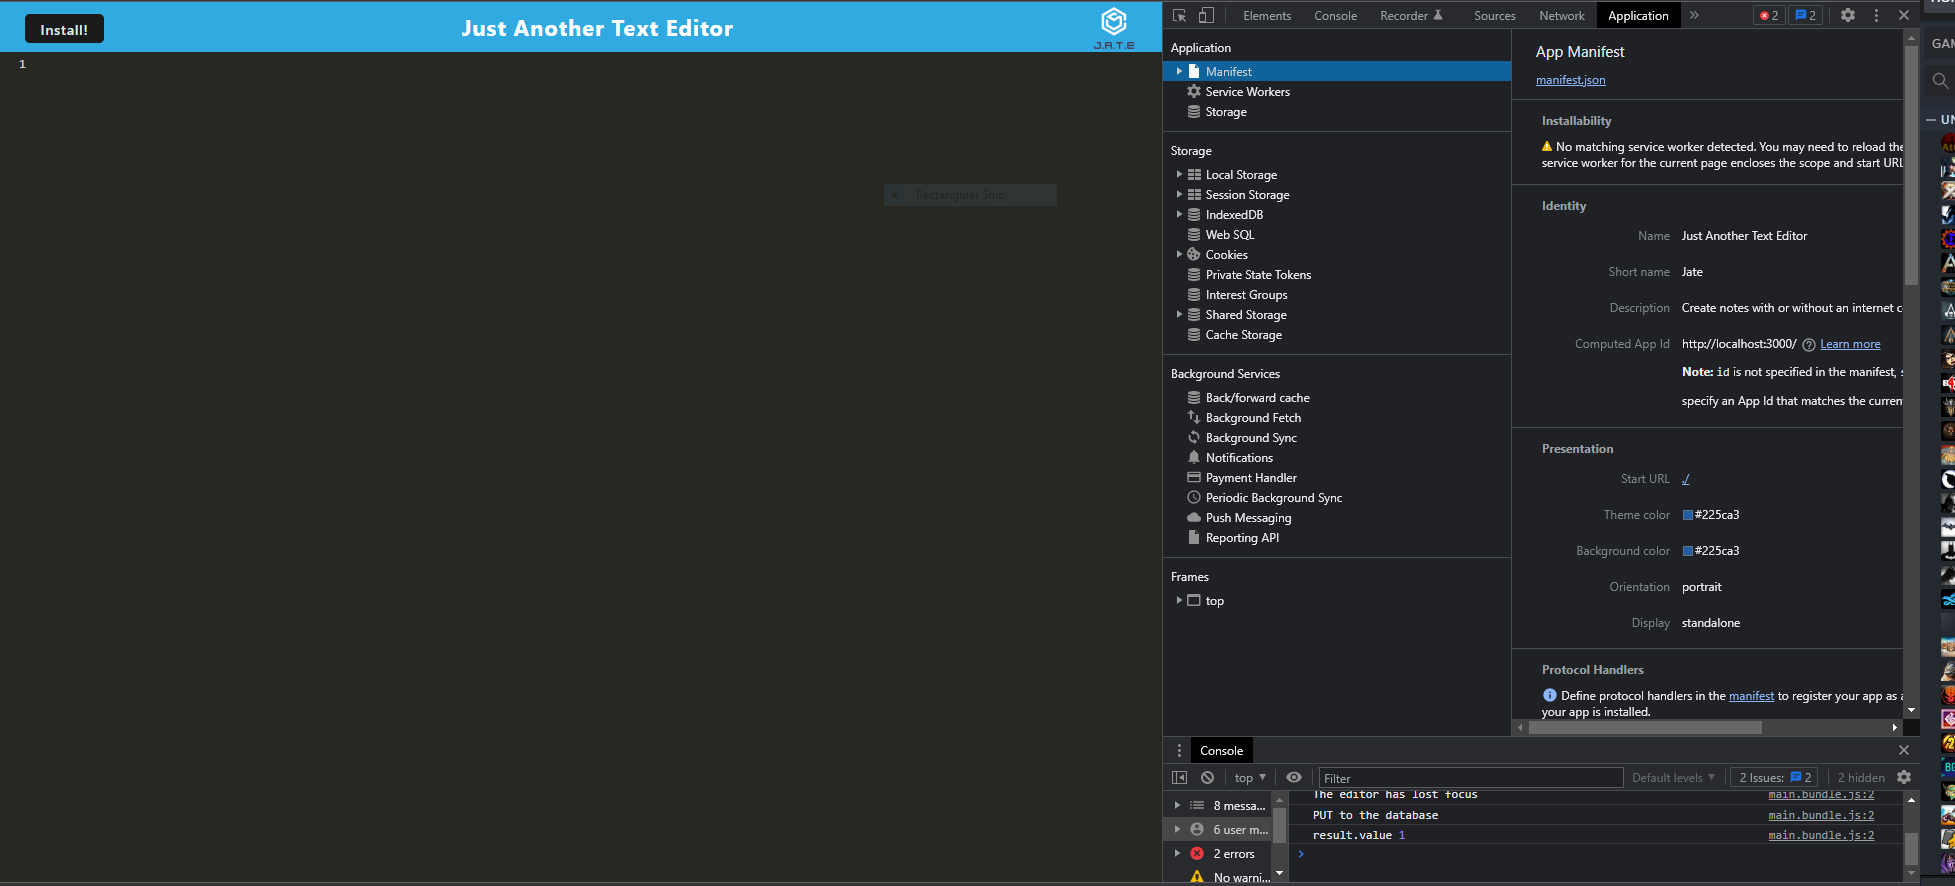 Install!
Just Another Text Editor
J.A.T.E
1
Rectangular Snip
Elements
Console
Recorder
Sources
Network
Application
2
2
Application
Manifest
Service Workers
Storage
Storage
Local Storage
Session Storage
IndexedDB
Web SQL
Cookies
Private State Tokens
Interest Groups
Shared Storage
Cache Storage
Background Services
Back/forward cache
Background Fetch
Background Sync
Notifications
Payment Handler
Periodic Background Sync
Push Messaging
Reporting API
Frames
top
App Manifest
manifest.json
Installability
No matching service worker detected. You may need to reload the
service worker for the current page encloses the scope and start URL
Identity
Name Just Another Text Editor
Short name Jate
Description Create notes with or without an internet c
Computed App Id http://localhost:3000/ ? Learn more
Note: id is not specified in the manifest, s
specify an App Id that matches the curren
Presentation
Start URL ./
Theme color #225ca3
Background color #225ca3
Orientation portrait
Display standalone
Protocol Handlers
Define protocol handlers in the manifest to register your app as a
your app is installed.
Console
top
Filter
Default levels
2 Issues: 2
2 hidden
8 messa...
6 user m...
2 errors
No warni...
The editor has lost focus main.bundle.js:2
PUT to the database main.bundle.js:2
result.value 1 main.bundle.js:2
GAM
UN